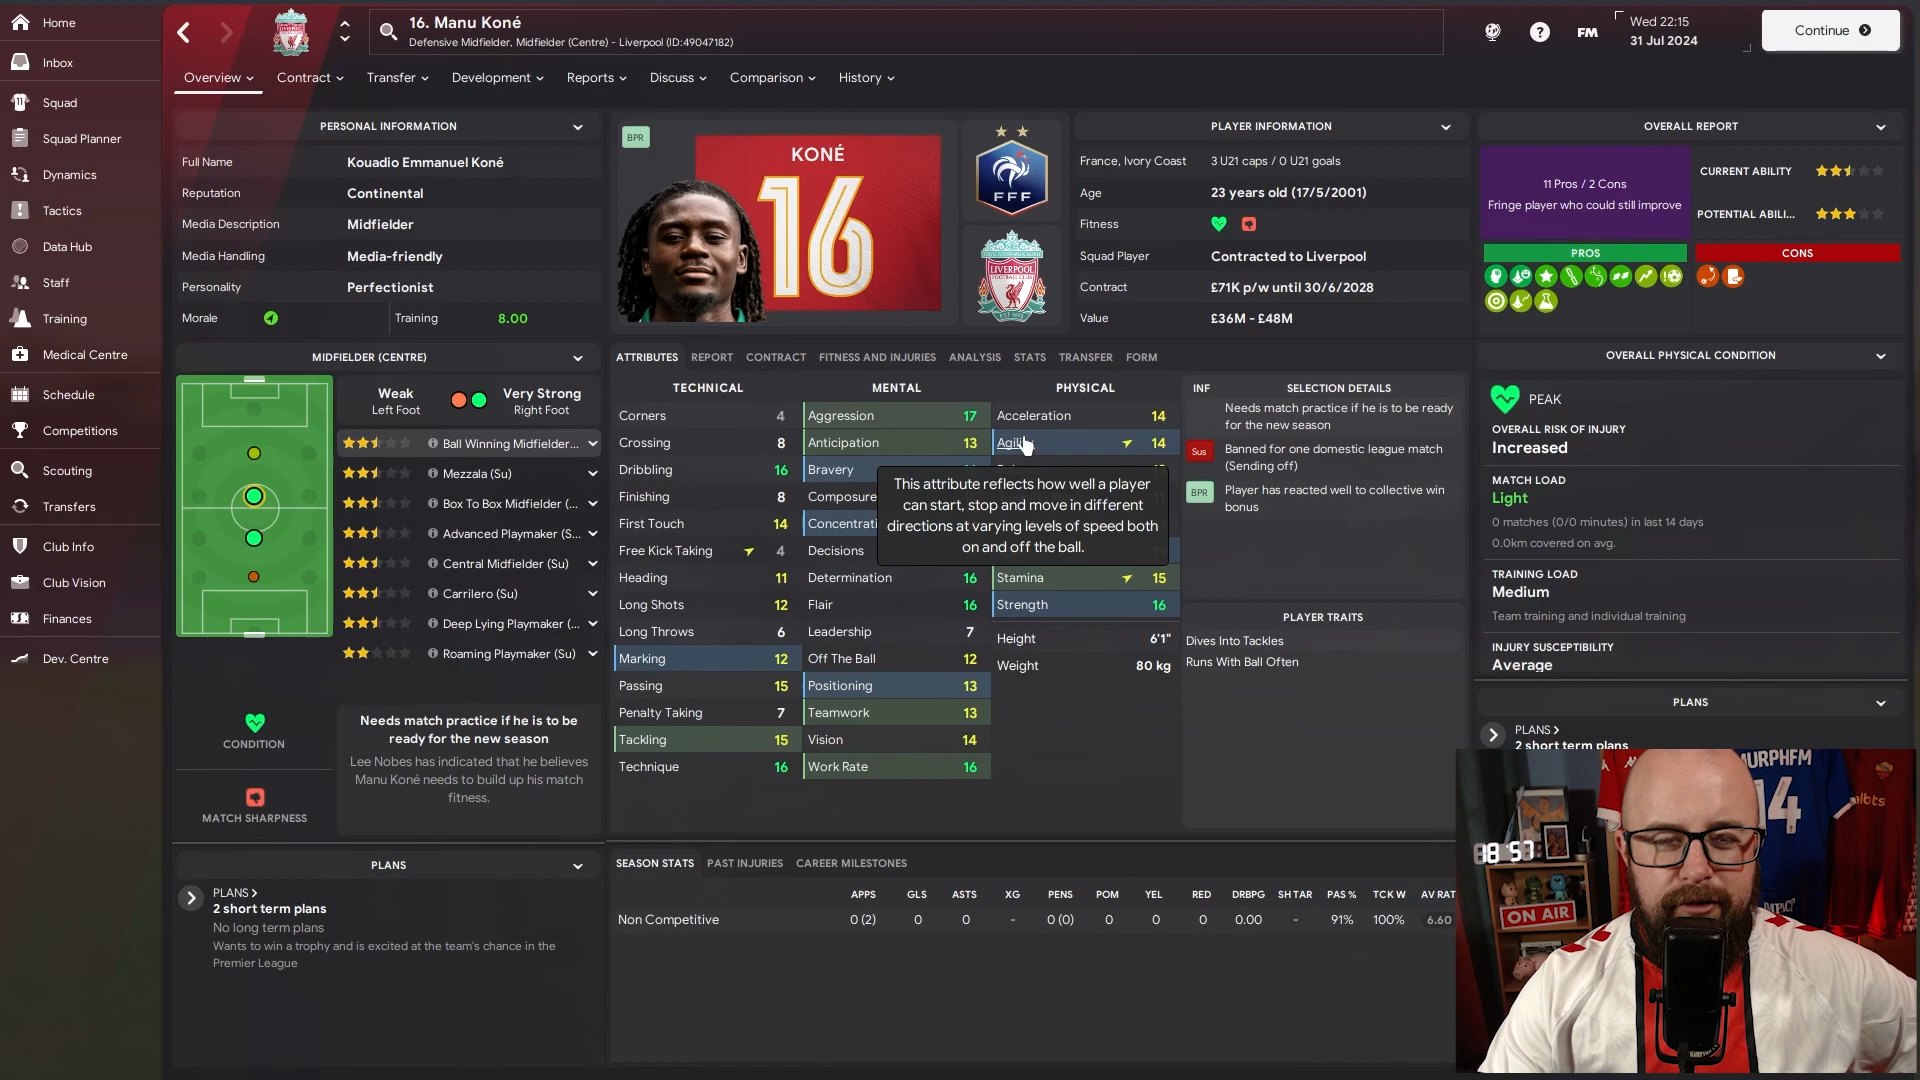 Home
Inbox
Squad
Squad Planner
Dynamics
Tactics
Data Hub
Staff
Training
Medical Centre
Schedule
Competitions
Scouting
Transfers
Club Info
Club Vision
Finances
Dev. Centre
16. Manu Koné
Defensive Midfielder, Midfielder (Centre) - Liverpool (ID:49047182)
?
FM
Wed 22:15
31 Jul 2024
Continue
Overview
Contract
Transfer
Development
Reports
Discuss
Comparison
History
PERSONAL INFORMATION
Full Name Kouadio Emmanuel Koné
Reputation Continental
Media Description Midfielder
Media Handling Media-friendly
Personality Perfectionist
Morale
Training 8.00
BPR
KONÉ
16
FFF
LIVERPOOL
PLAYER INFORMATION
France, Ivory Coast 3 U21 caps / 0 U21 goals
Age 23 years old (17/5/2001)
Fitness
Squad Player Contracted to Liverpool
Contract £71K p/w until 30/6/2028
Value £36M - £48M
OVERALL REPORT
11 Pros / 2 Cons
Fringe player who could still improve
CURRENT ABILITY
POTENTIAL ABILI...
PROS
CONS
MIDFIELDER (CENTRE)
Weak
Left Foot
Very Strong
Right Foot
Ball Winning Midfielder...
Mezzala (Su)
Box To Box Midfielder (...
Advanced Playmaker (S...
Central Midfielder (Su)
Carrilero (Su)
Deep Lying Playmaker (...
Roaming Playmaker (Su)
CONDITION
MATCH SHARPNESS
Needs match practice if he is to be
ready for the new season
Lee Nobes has indicated that he believes
Manu Koné needs to build up his match
fitness.
PLANS
PLANS >
2 short term plans
No long term plans
Wants to win a trophy and is excited at the team's chance in the
Premier League
ATTRIBUTES
REPORT
CONTRACT
FITNESS AND INJURIES
ANALYSIS
STATS
TRANSFER
FORM
TECHNICAL
Corners 4
Crossing 8
Dribbling 16
Finishing 8
First Touch 14
Free Kick Taking 4
Heading 11
Long Shots 12
Long Throws 6
Marking 12
Passing 15
Penalty Taking 7
Tackling 15
Technique 16
MENTAL
Aggression 17
Anticipation 13
Bravery
Composure
Concentrati
Decisions
Determination 16
Flair 16
Leadership 7
Off The Ball 12
Positioning 13
Teamwork 13
Vision 14
Work Rate 16
PHYSICAL
Acceleration 14
Agility 14
Stamina 15
Strength 16
Height 6'1"
Weight 80 kg
This attribute reflects how well a player
can start, stop and move in different
directions at varying levels of speed both
on and off the ball.
INF SELECTION DETAILS
Needs match practice if he is to be ready
for the new season
Sus
Banned for one domestic league match
(Sending off)
BPR
Player has reacted well to collective win
bonus
PLAYER TRAITS
Dives Into Tackles
Runs With Ball Often
OVERALL PHYSICAL CONDITION
PEAK
OVERALL RISK OF INJURY
Increased
MATCH LOAD
Light
0 matches (0/0 minutes) in last 14 days
0.0km covered on avg.
TRAINING LOAD
Medium
Team training and individual training
INJURY SUSCEPTIBILITY
Average
PLANS
PLANS >
2 short term plans
SEASON STATS
PAST INJURIES
CAREER MILESTONES
APPS GLS ASTS XG PENS POM YEL RED DRBPG SH TAR PAS % TCK W AV RAT
Non Competitive 0 (2) 0 0 - 0 (0) 0 0 0 0.00 - 91% 100% 6.60
MURPHFM
14
18 57
ON AIR